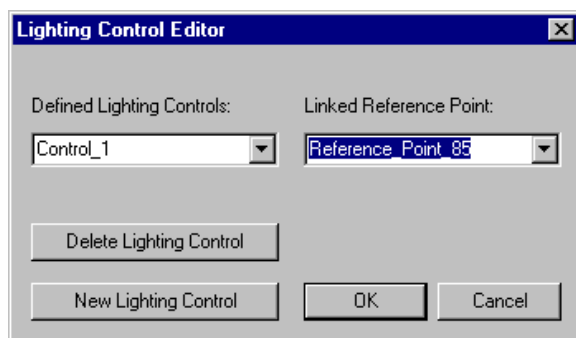 Lighting Control Editor
Defined Lighting Controls:
Linked Reference Point:
Control_1
Reference_Point_85
Delete Lighting Control
New Lighting Control
OK
Cancel